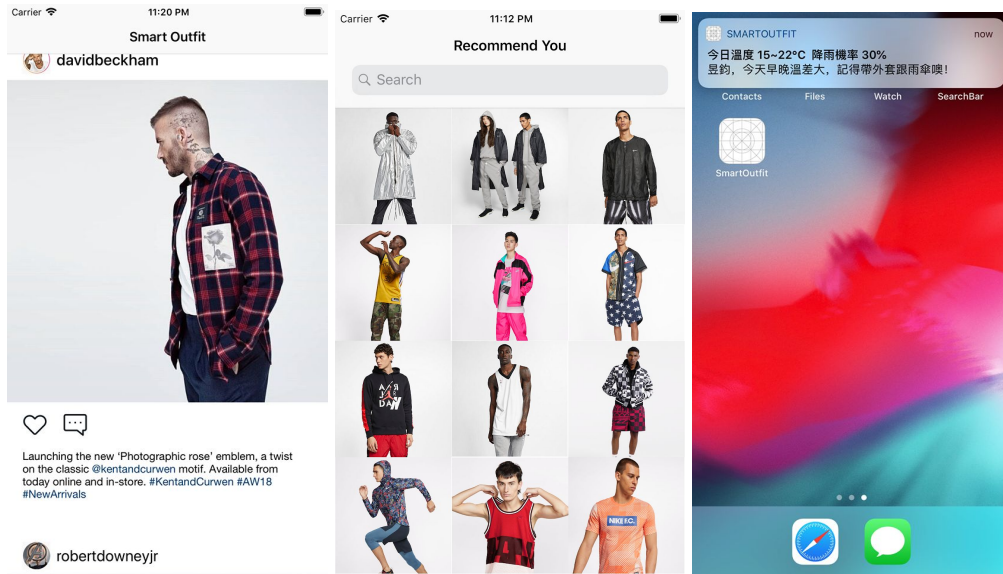 Carrier 11:20 PM
Smart Outfit
davidbeckham
Launching the new ‘Photographic rose’ emblem, a twist
on the classic @kentandcurwen motif. Available from
today online and in-store. #KentandCurwen #AW18
#NewArrivals
robertdowneyjr
Carrier 11:12 PM
Recommend You
Search
AIR
JOR
DAN
NIKE F.C.
SMARTOUTFIT now
今日溫度 15~22°C 降雨機率 30%
昱鈞，今天早晚溫差大，記得帶外套跟雨傘噢！
Contacts Files Watch SearchBar
SmartOutfit